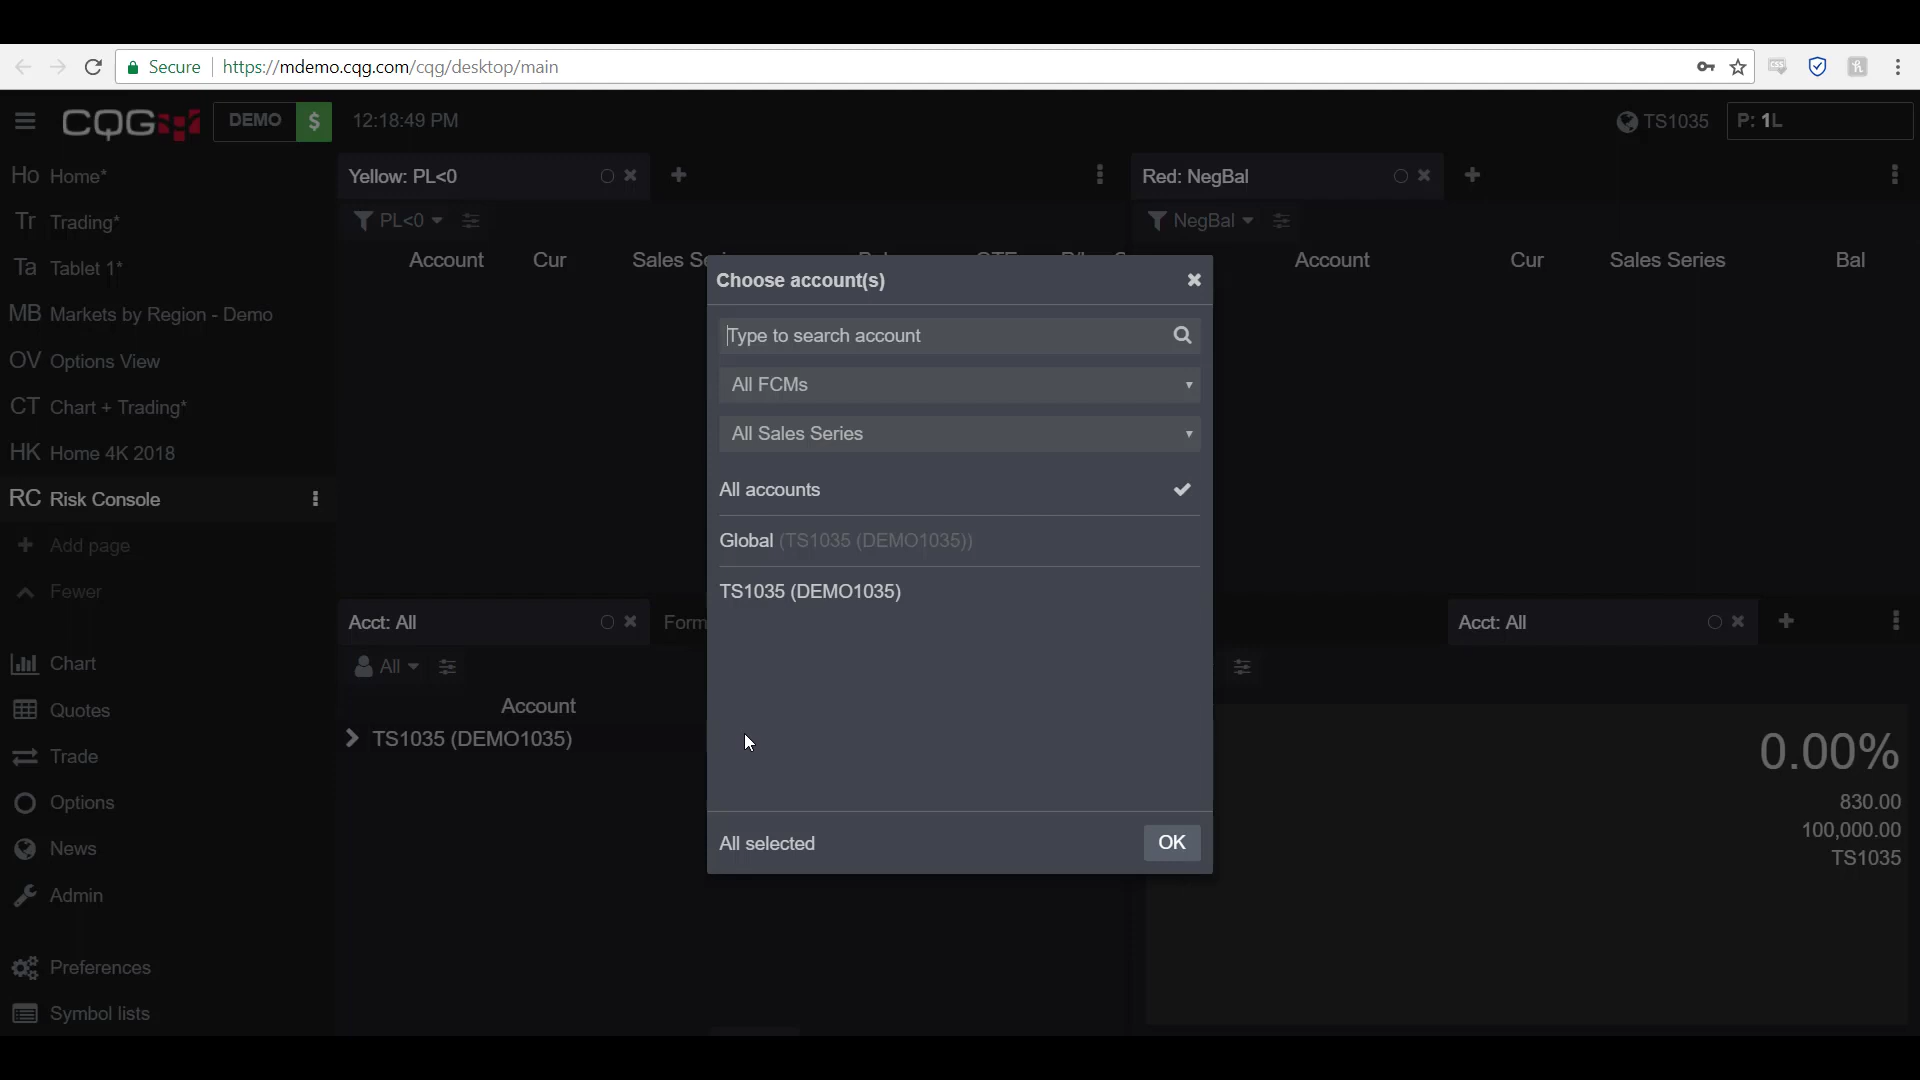 Secure https://mdemo.cqg.com/cqg/desktop/main
CQG DEMO $ 12:18:49 PM TS1035 P: 1L
Ho Home*
Tr Trading*
Ta Tablet 1*
MB Markets by Region - Demo
OV Options View
CT Chart + Trading*
HK Home 4K 2018
RC Risk Console
Add page
Fewer
Chart
Quotes
Trade
Options
News
Admin
Preferences
Symbol lists
Yellow: PL<0
PL<0
Account Cur Sales
Red: NegBal
NegBal
Account Cur Sales Series Bal
Choose account(s)
Type to search account
All FCMs
All Sales Series
All accounts
Global (TS1035 (DEMO1035))
TS1035 (DEMO1035)
All selected OK
Acct: All Form
All
Account
TS1035 (DEMO1035)
Acct: All
0.00%
830.00
100,000.00
TS1035